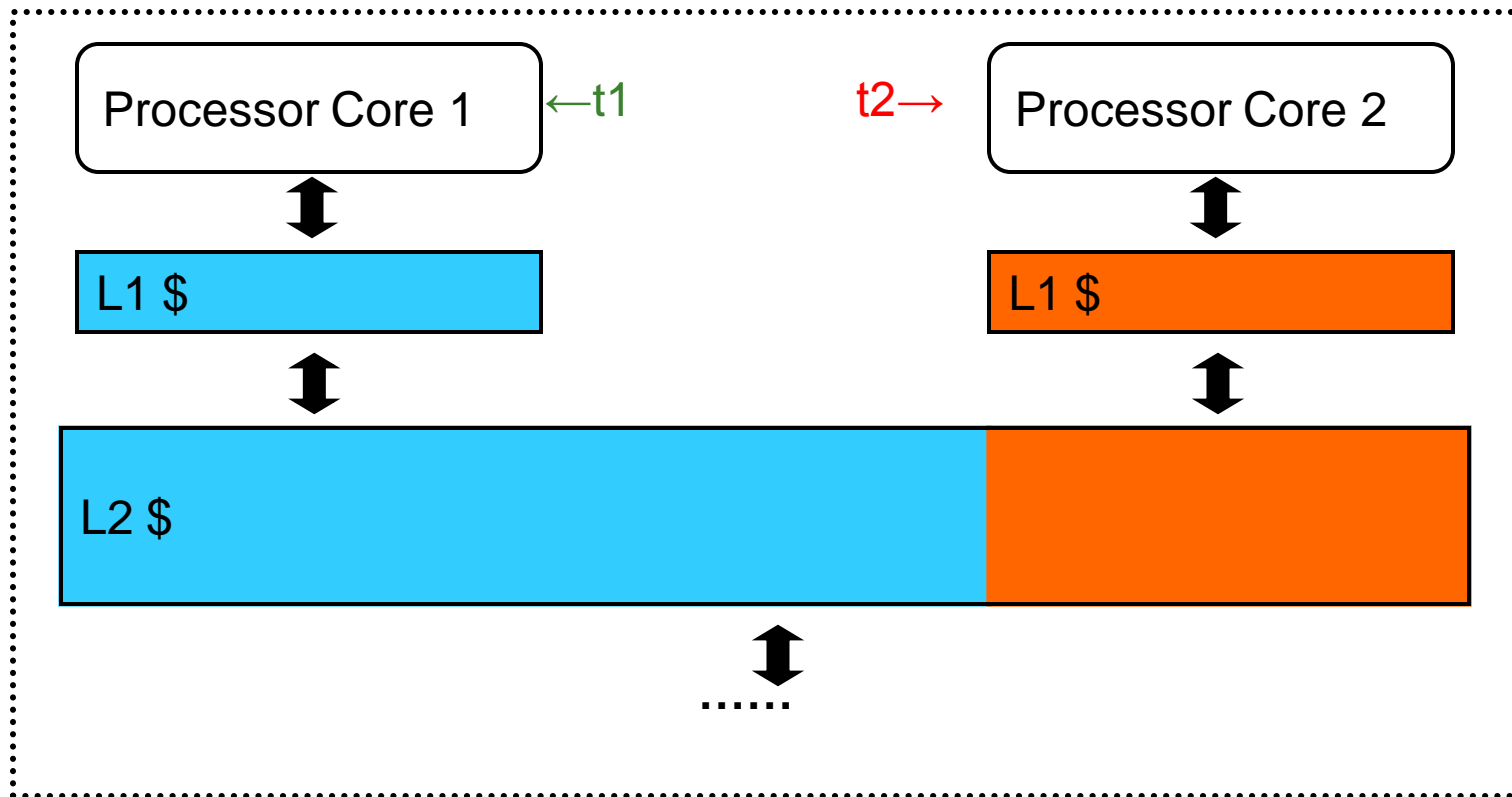 Processor Core 1
←t1
t2→
Processor Core 2
L1 $
L1 $
L2 $
......